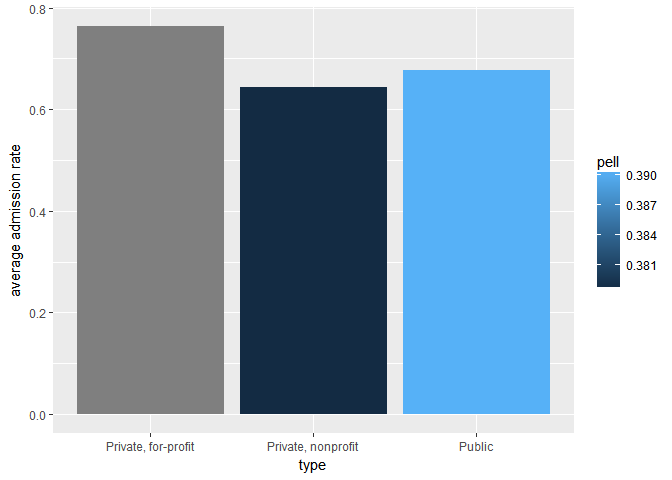 average admission rate
0.8
0.6
0.4
0.2
0.0
Private, for-profit
Private, nonprofit
Public
type
pell
0.390
0.387
0.384
0.381